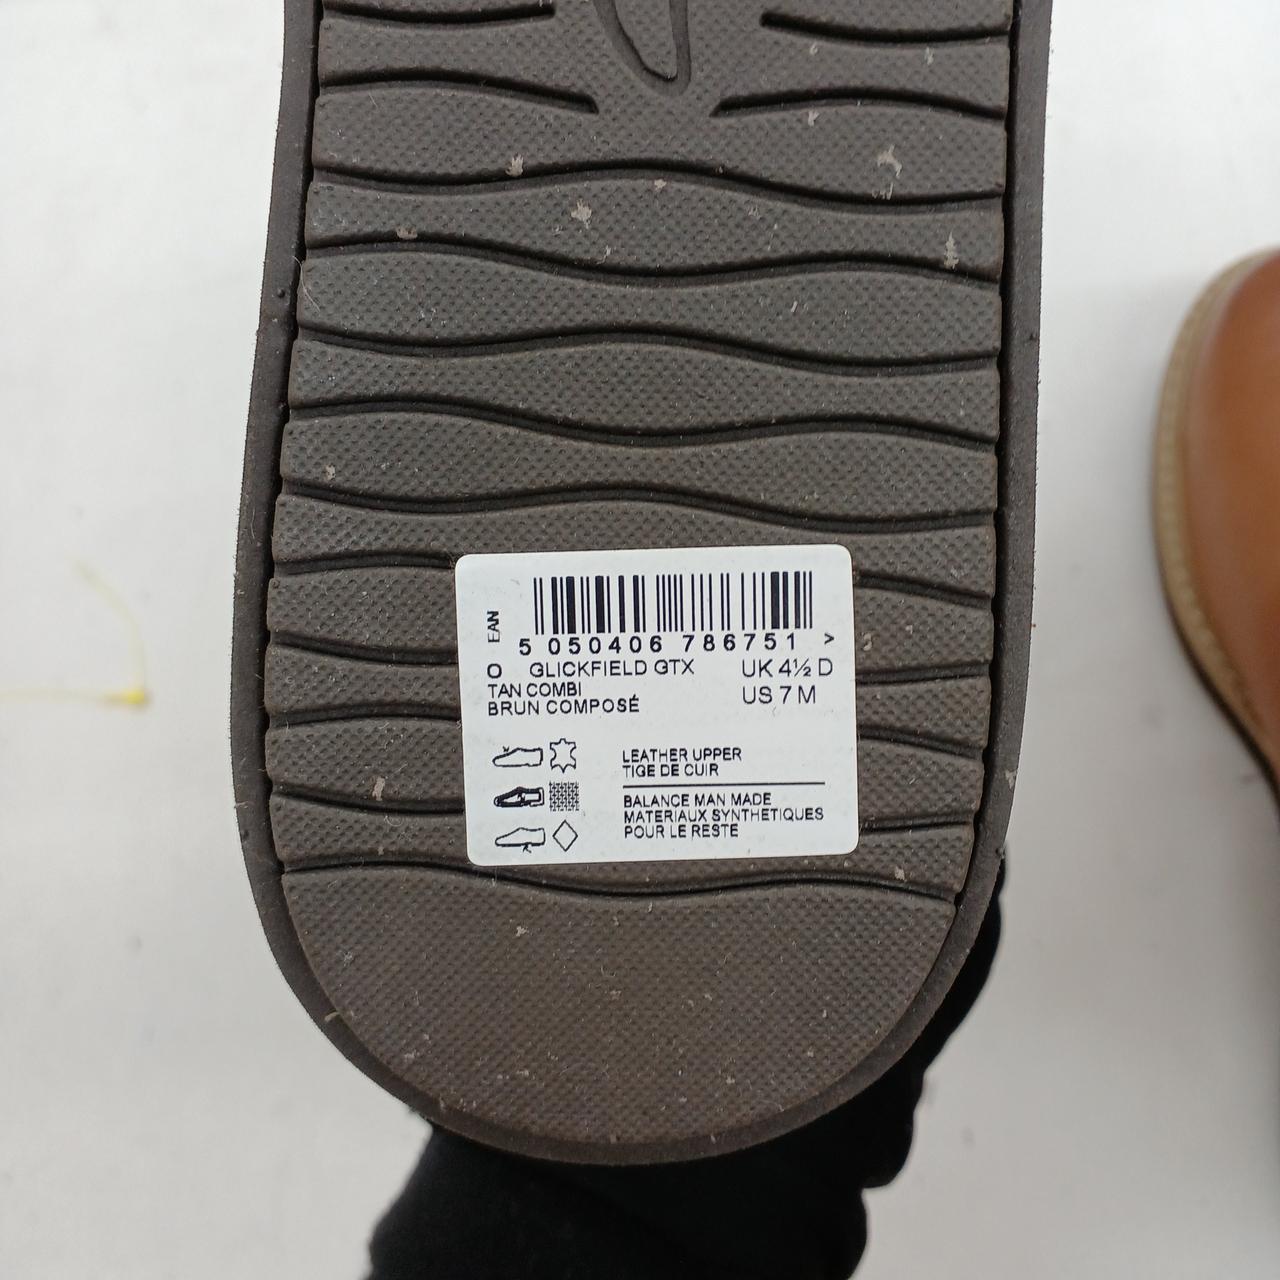 EAN
5 050406 786751 >
O GLICKFIELD GTX UK 4½ D
TAN COMBI US 7 M
BRUN COMPOSÉ
LEATHER UPPER
TIGE DE CUIR
BALANCE MAN MADE
MATERIAUX SYNTHETIQUES
POUR LE RESTE